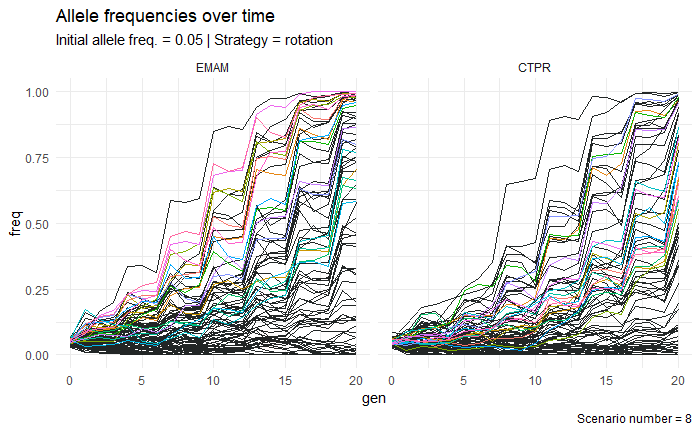 Allele frequencies over time
Initial allele freq. = 0.05 | Strategy = rotation
EMAM
CTPR
1.00
0.75
0.50
0.25
0.00
freq
0 5 10 15 20
0 5 10 15 20
gen
Scenario number = 8